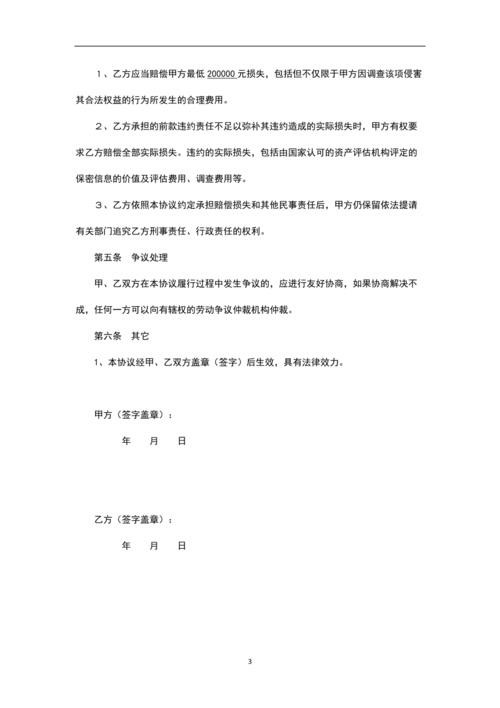 １、乙方应当赔偿甲方最低 200000 元损失，包括但不仅限于甲方因调查该项侵害
其合法权益的行为所发生的合理费用。
２、乙方承担的前款违约责任不足以弥补其违约造成的实际损失时，甲方有权要
求乙方赔偿全部实际损失。违约的实际损失，包括由国家认可的资产评估机构评定的
保密信息的价值及评估费用、调查费用等。
３、乙方依照本协议约定承担赔偿损失和其他民事责任后，甲方仍保留依法提请
有关部门追究乙方刑事责任、行政责任的权利。
第五条　争议处理
甲、乙双方在本协议履行过程中发生争议的，应进行友好协商，如果协商解决不
成，任何一方可以向有辖权的劳动争议仲裁机构仲裁。
第六条　其它
1、本协议经甲、乙双方盖章（签字）后生效，具有法律效力。
甲方（签字盖章）：
年　　月　　日
乙方（签字盖章）：
年　　月　　日
3